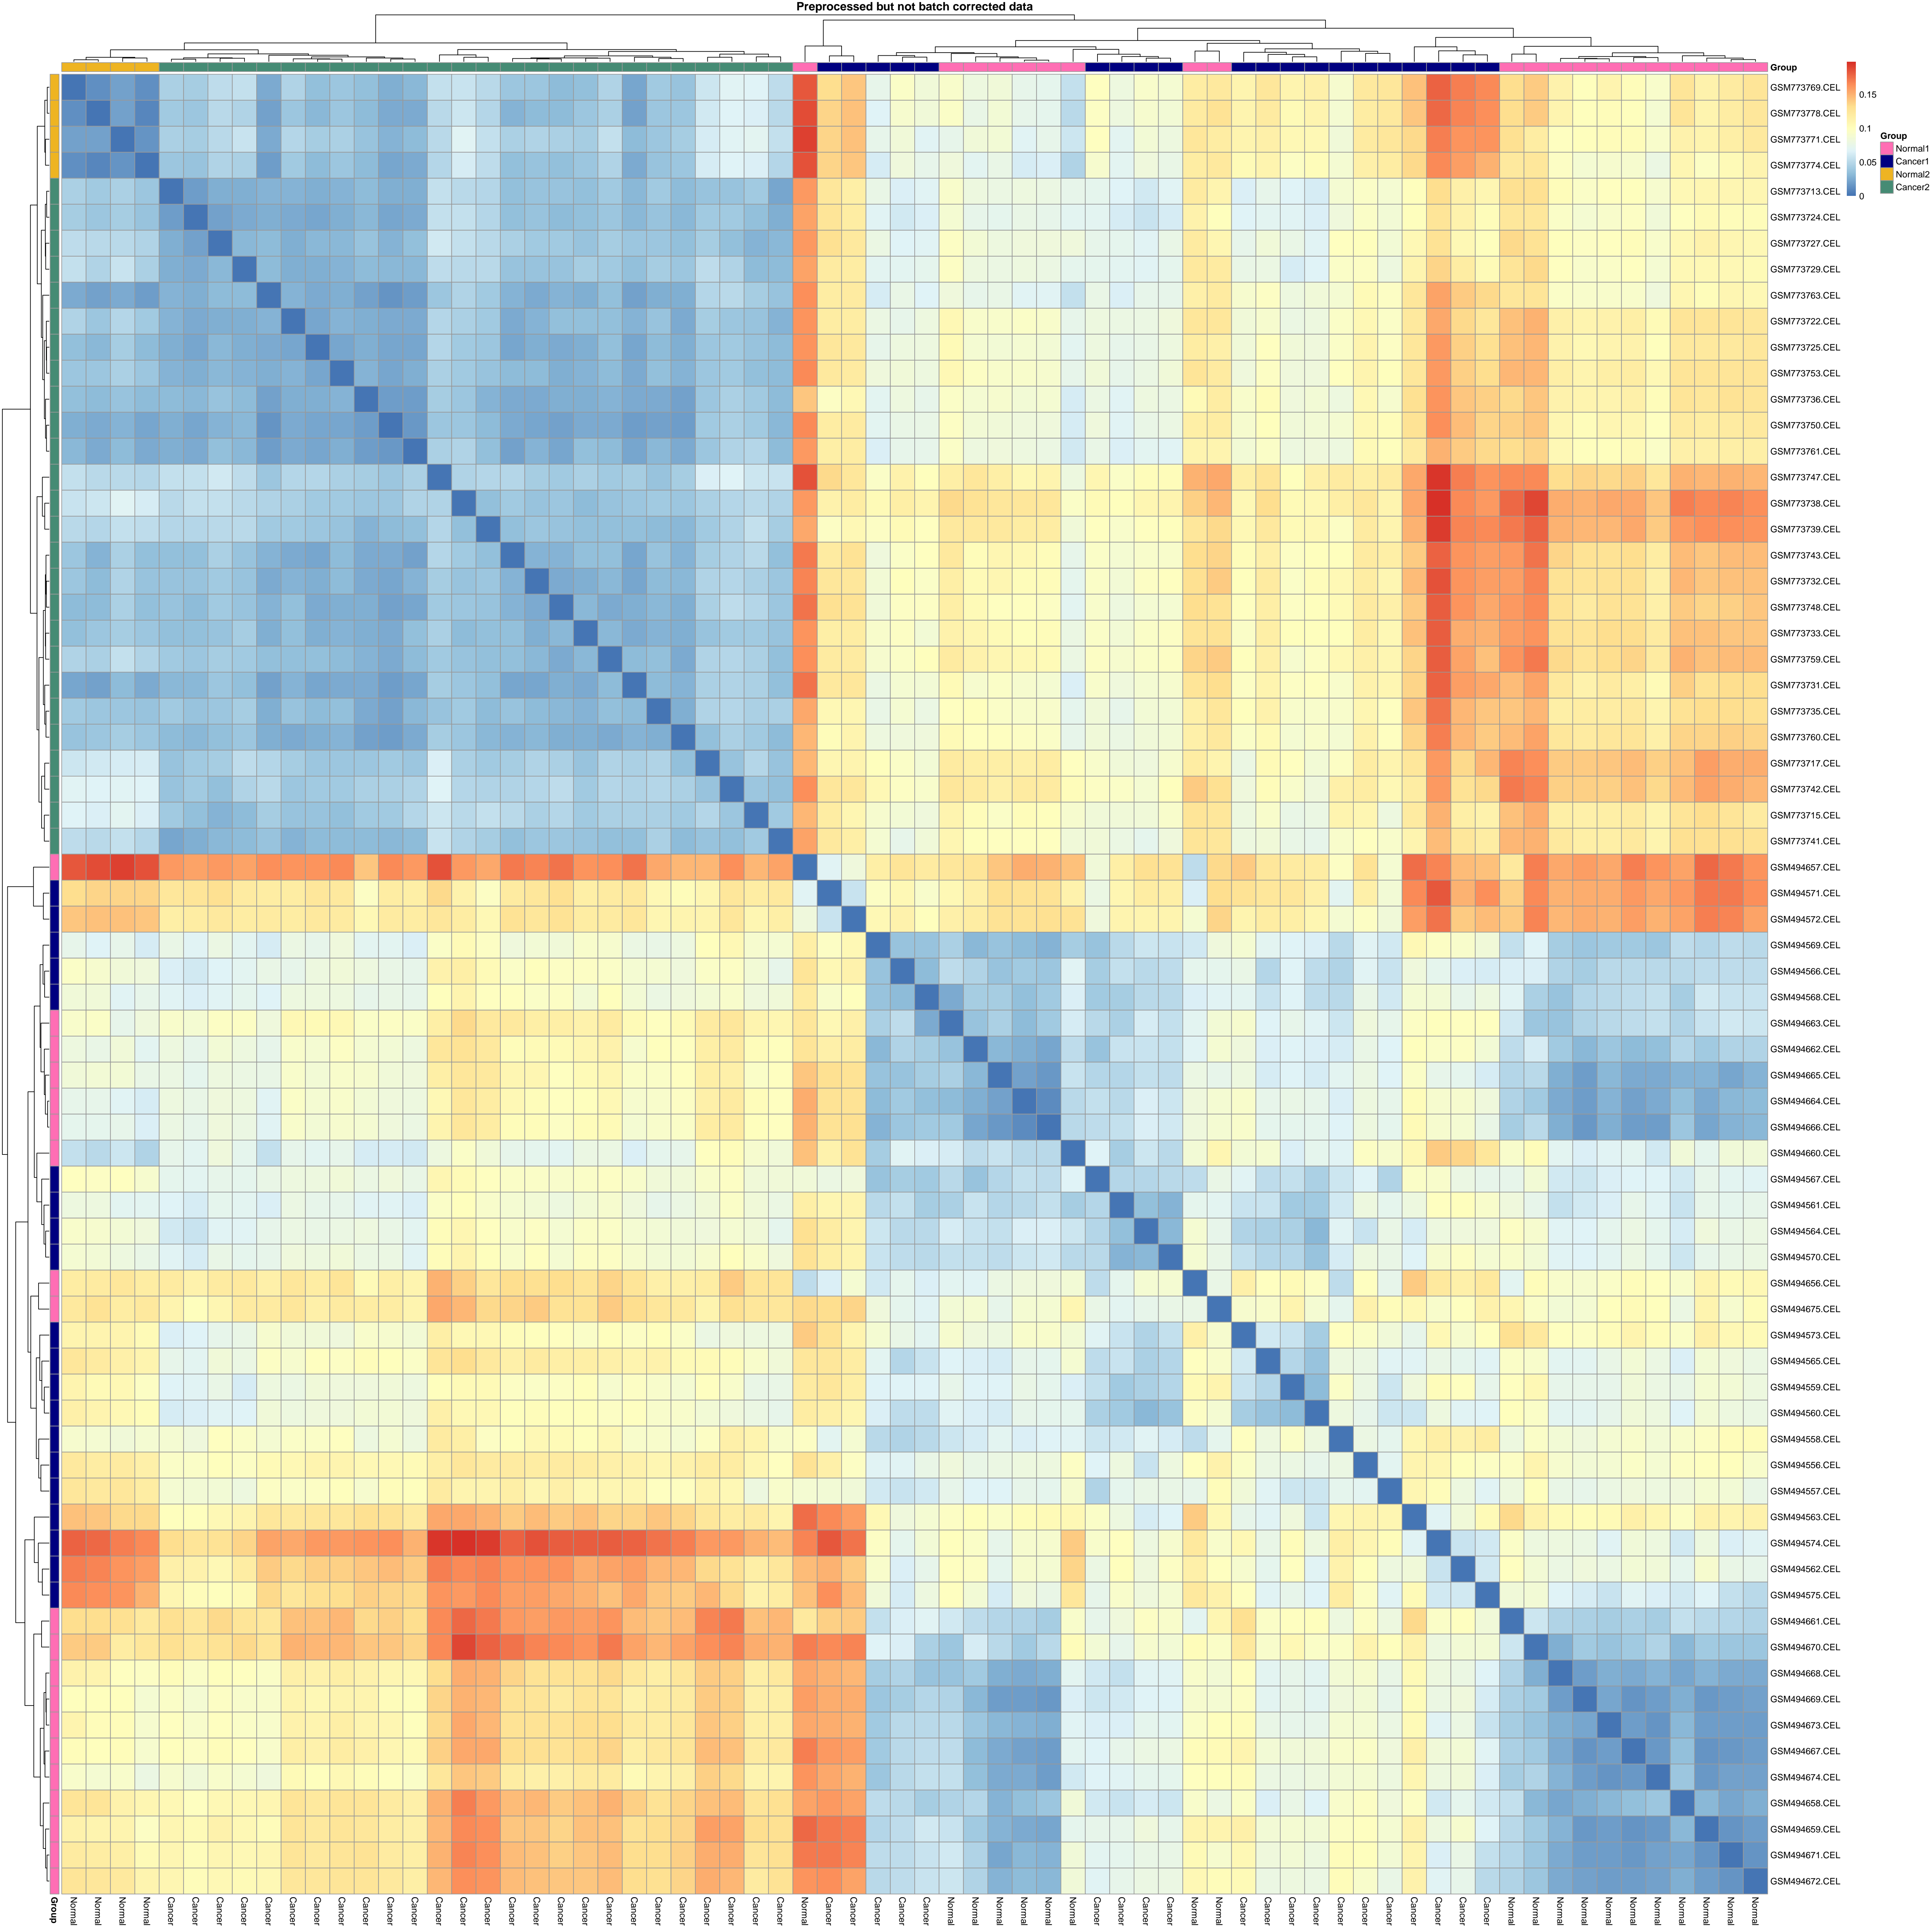 Preprocessed but not batch corrected data
Group
0.15
0.1
0.05
0
Group
Normal1
Cancer1
Normal2
Cancer2
GSM773769.CEL
GSM773778.CEL
GSM773771.CEL
GSM773774.CEL
GSM773713.CEL
GSM773724.CEL
GSM773727.CEL
GSM773729.CEL
GSM773763.CEL
GSM773722.CEL
GSM773725.CEL
GSM773753.CEL
GSM773736.CEL
GSM773750.CEL
GSM773761.CEL
GSM773747.CEL
GSM773738.CEL
GSM773739.CEL
GSM773743.CEL
GSM773732.CEL
GSM773748.CEL
GSM773733.CEL
GSM773759.CEL
GSM773731.CEL
GSM773735.CEL
GSM773760.CEL
GSM773717.CEL
GSM773742.CEL
GSM773715.CEL
GSM773741.CEL
GSM494657.CEL
GSM494571.CEL
GSM494572.CEL
GSM494569.CEL
GSM494566.CEL
GSM494568.CEL
GSM494663.CEL
GSM494662.CEL
GSM494665.CEL
GSM494664.CEL
GSM494666.CEL
GSM494660.CEL
GSM494567.CEL
GSM494561.CEL
GSM494564.CEL
GSM494570.CEL
GSM494656.CEL
GSM494675.CEL
GSM494573.CEL
GSM494565.CEL
GSM494559.CEL
GSM494560.CEL
GSM494558.CEL
GSM494556.CEL
GSM494557.CEL
GSM494563.CEL
GSM494574.CEL
GSM494562.CEL
GSM494575.CEL
GSM494661.CEL
GSM494670.CEL
GSM494668.CEL
GSM494669.CEL
GSM494673.CEL
GSM494667.CEL
GSM494674.CEL
GSM494658.CEL
GSM494659.CEL
GSM494671.CEL
GSM494672.CEL
Group
Normal Normal Normal Normal Cancer Cancer Cancer Cancer Cancer Cancer Cancer Cancer Cancer Cancer Cancer Cancer Cancer Cancer Cancer Cancer Cancer Cancer Cancer Cancer Cancer Cancer Cancer Cancer Cancer Cancer Normal Cancer Cancer Cancer Cancer Cancer Normal Normal Normal Normal Normal Normal Cancer Cancer Cancer Cancer Normal Normal Cancer Cancer Cancer Cancer Cancer Cancer Cancer Cancer Cancer Cancer Cancer Normal Normal Normal Normal Normal Normal Normal Normal Normal Normal Normal